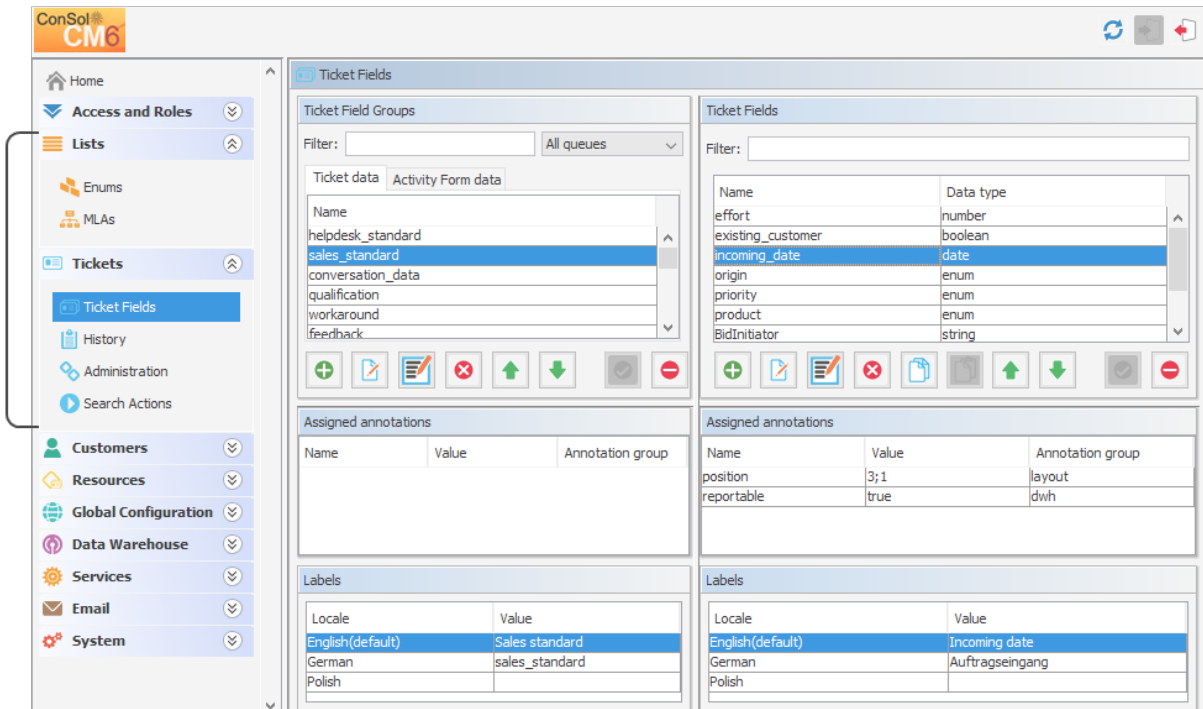 ConSol
CM6
Home
Access and Roles
Lists
Enums
MLAs
Tickets
Ticket Fields
History
Administration
Search Actions
Customers
Resources
Global Configuration
Data Warehouse
Services
Email
System
Ticket Fields
Ticket Field Groups
Filter: All queues
Ticket data Activity Form data
Name
helpdesk_standard
sales_standard
conversation_data
qualification
workaround
feedback
Assigned annotations
Name Value Annotation group
Labels
Locale Value
English(default) Sales standard
German sales_standard
Polish
Ticket Fields
Filter:
Name Data type
effort number
existing_customer boolean
incoming_date date
origin enum
priority enum
product enum
BidInitiator string
Assigned annotations
Name Value Annotation group
position 3;1 layout
reportable true dwh
Labels
Locale Value
English(default) Incoming date
German Auftragseingang
Polish